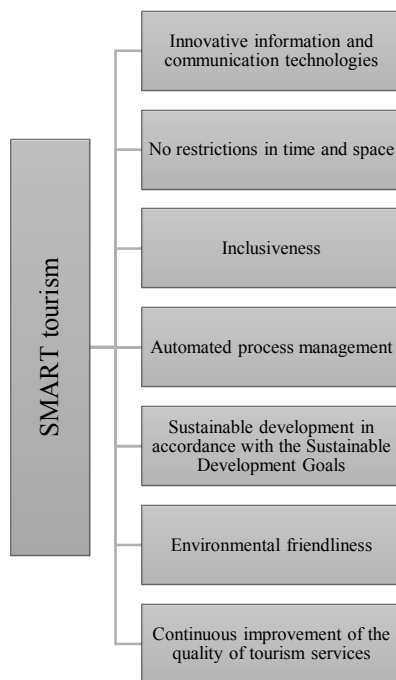 SMART tourism
Innovative information and
communication technologies
No restrictions in time and space
Inclusiveness
Automated process management
Sustainable development in
accordance with the Sustainable
Development Goals
Environmental friendliness
Continuous improvement of the
quality of tourism services